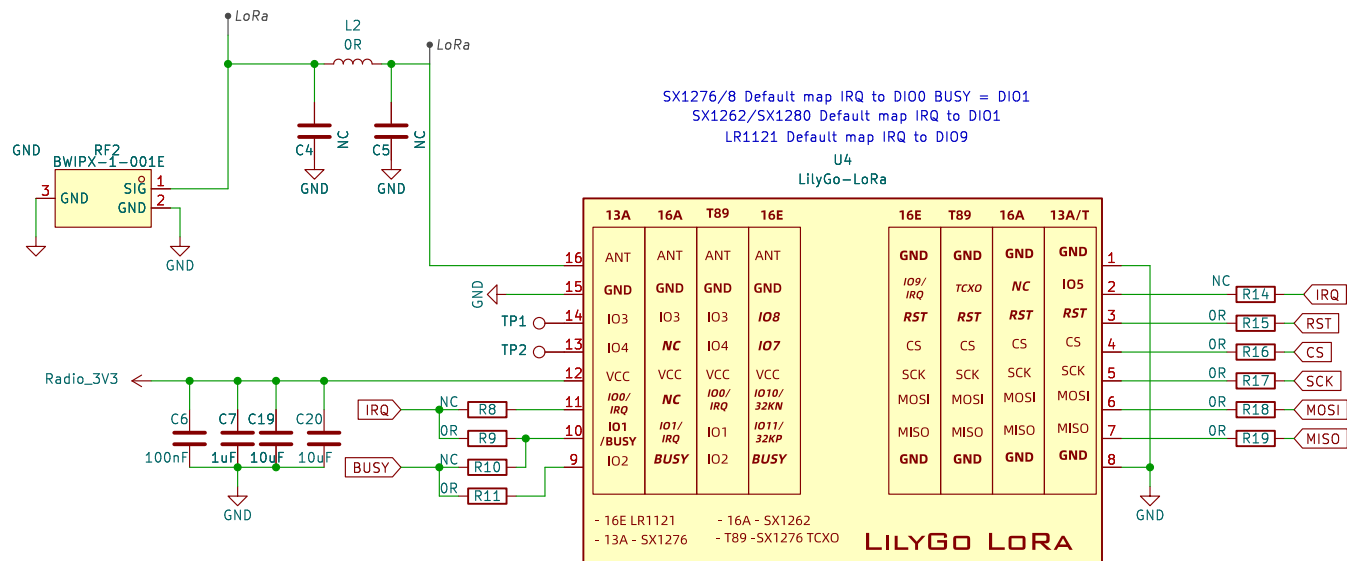 LoRa
L2
0R
LoRa
C4
NC
C5
NC
GND
GND
GND
RF2
BWIPX-1-001E
SIG
1
GND
2
3
GND
GND
SX1276/8 Default map IRQ to DIO0 BUSY = DIO1
SX1262/SX1280 Default map IRQ to DIO1
LR1121 Default map IRQ to DIO9
U4
LilyGo-LoRa
13A 16A T89 16E 16E T89 16A 13A/T
16 ANT ANT ANT ANT GND GND GND GND 1
GND 15 GND GND GND GND IO9/IRQ TCXO NC IO5 2 NC R14 IRQ
TP1 14 IO3 IO3 IO3 IO8 RST RST RST RST 3 0R R15 RST
TP2 13 IO4 NC IO4 IO7 CS CS CS CS 4 0R R16 CS
Radio_3V3 12 VCC VCC VCC VCC SCK SCK SCK SCK 5 0R R17 SCK
IRQ NC R8 11 IO0/IRQ NC IO0/IRQ IO10/32KN MOSI MOSI MOSI MOSI 6 0R R18 MOSI
0R R9 10 IO1/BUSY IO1/IRQ IO1 IO11/32KP MISO MISO MISO MISO 7 0R R19 MISO
BUSY NC R10 9 IO2 BUSY IO2 BUSY GND GND GND GND 8
0R R11
C6 C7 C19 C20
100nF 1uF 10uF 10uF
GND
GND
- 16E LR1121 - 16A - SX1262
- 13A - SX1276 - T89 -SX1276 TCXO
LILYGO LORA